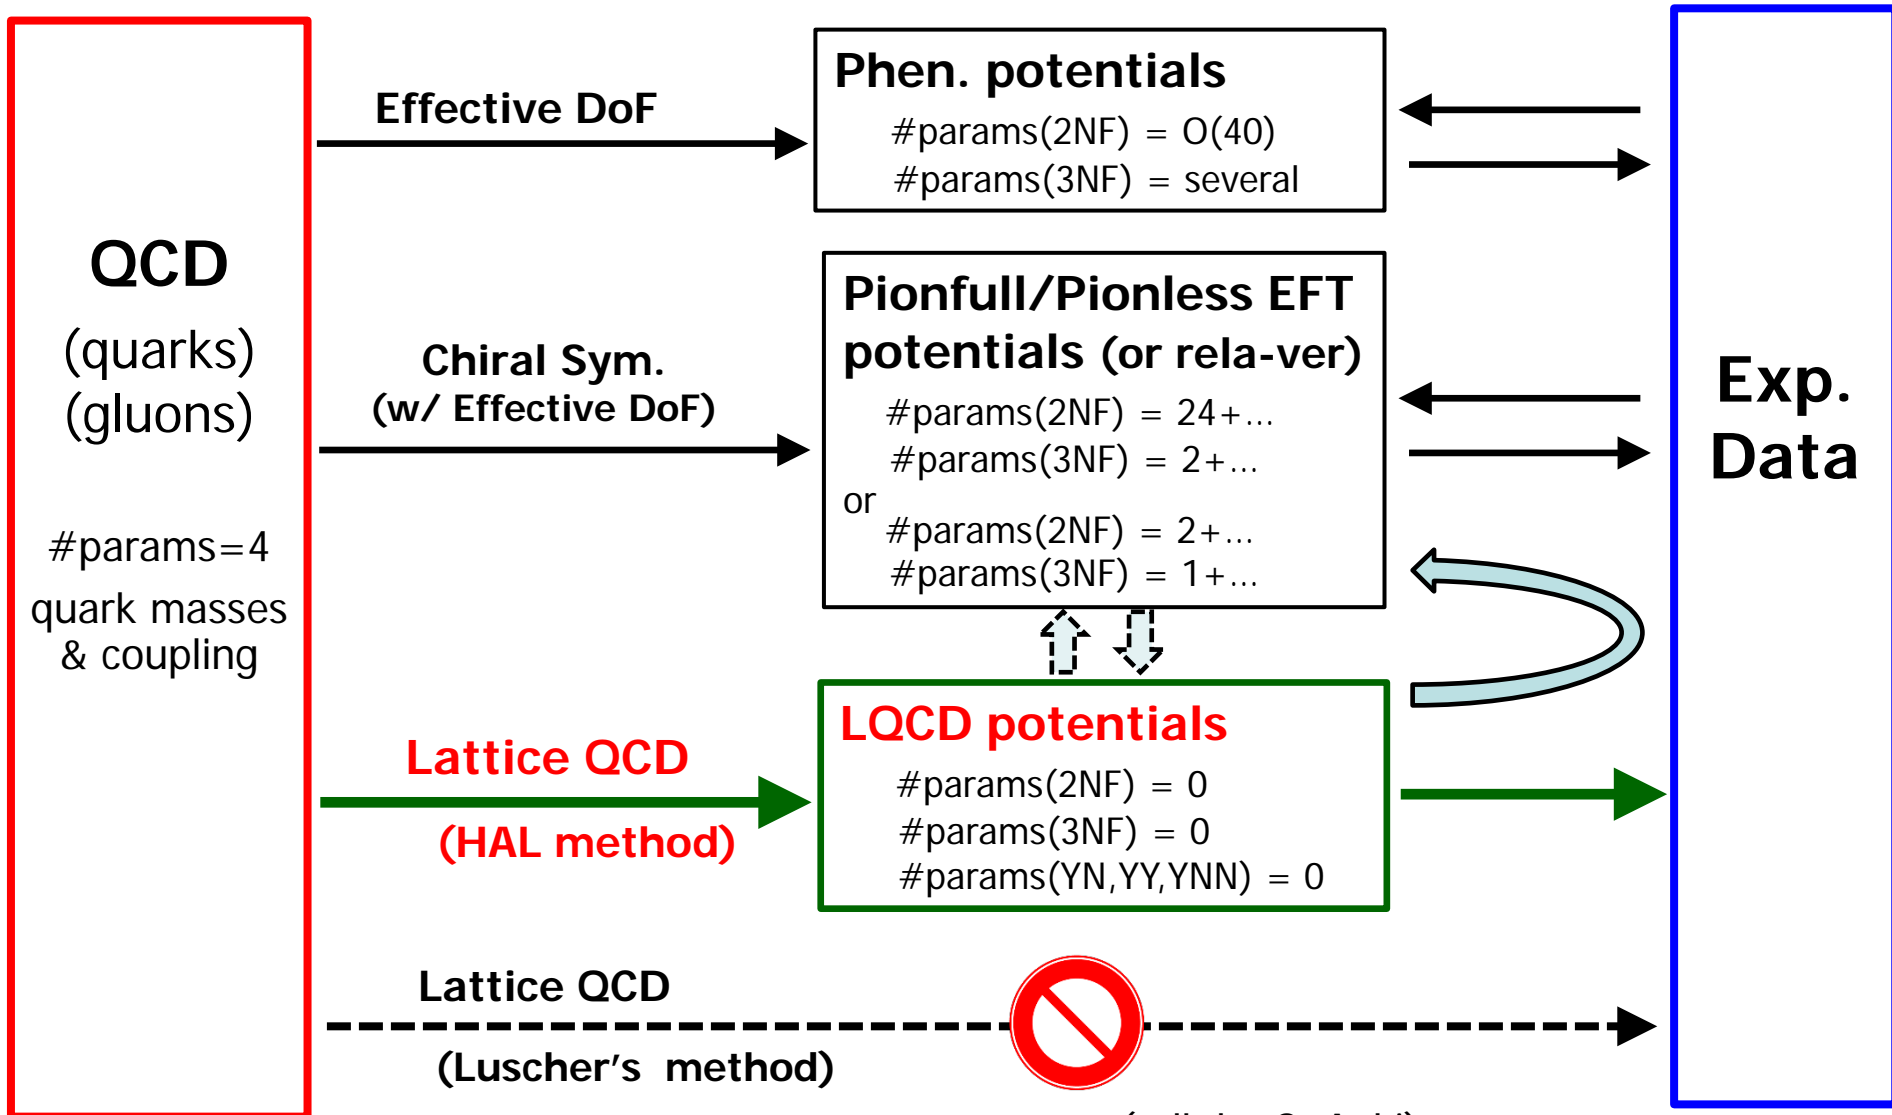 QCD
(quarks)
(gluons)
#params=4
quark masses
& coupling
Effective DoF
Phen. potentials
#params(2NF) = O(40)
#params(3NF) = several
Chiral Sym.
(w/ Effective DoF)
Pionfull/Pionless EFT
potentials (or rela-ver)
#params(2NF) = 24+...
#params(3NF) = 2+...
or
#params(2NF) = 2+...
#params(3NF) = 1+...
Lattice QCD
(HAL method)
LQCD potentials
#params(2NF) = 0
#params(3NF) = 0
#params(YN,YY,YNN) = 0
Lattice QCD
(Luscher's method)
Exp.
Data